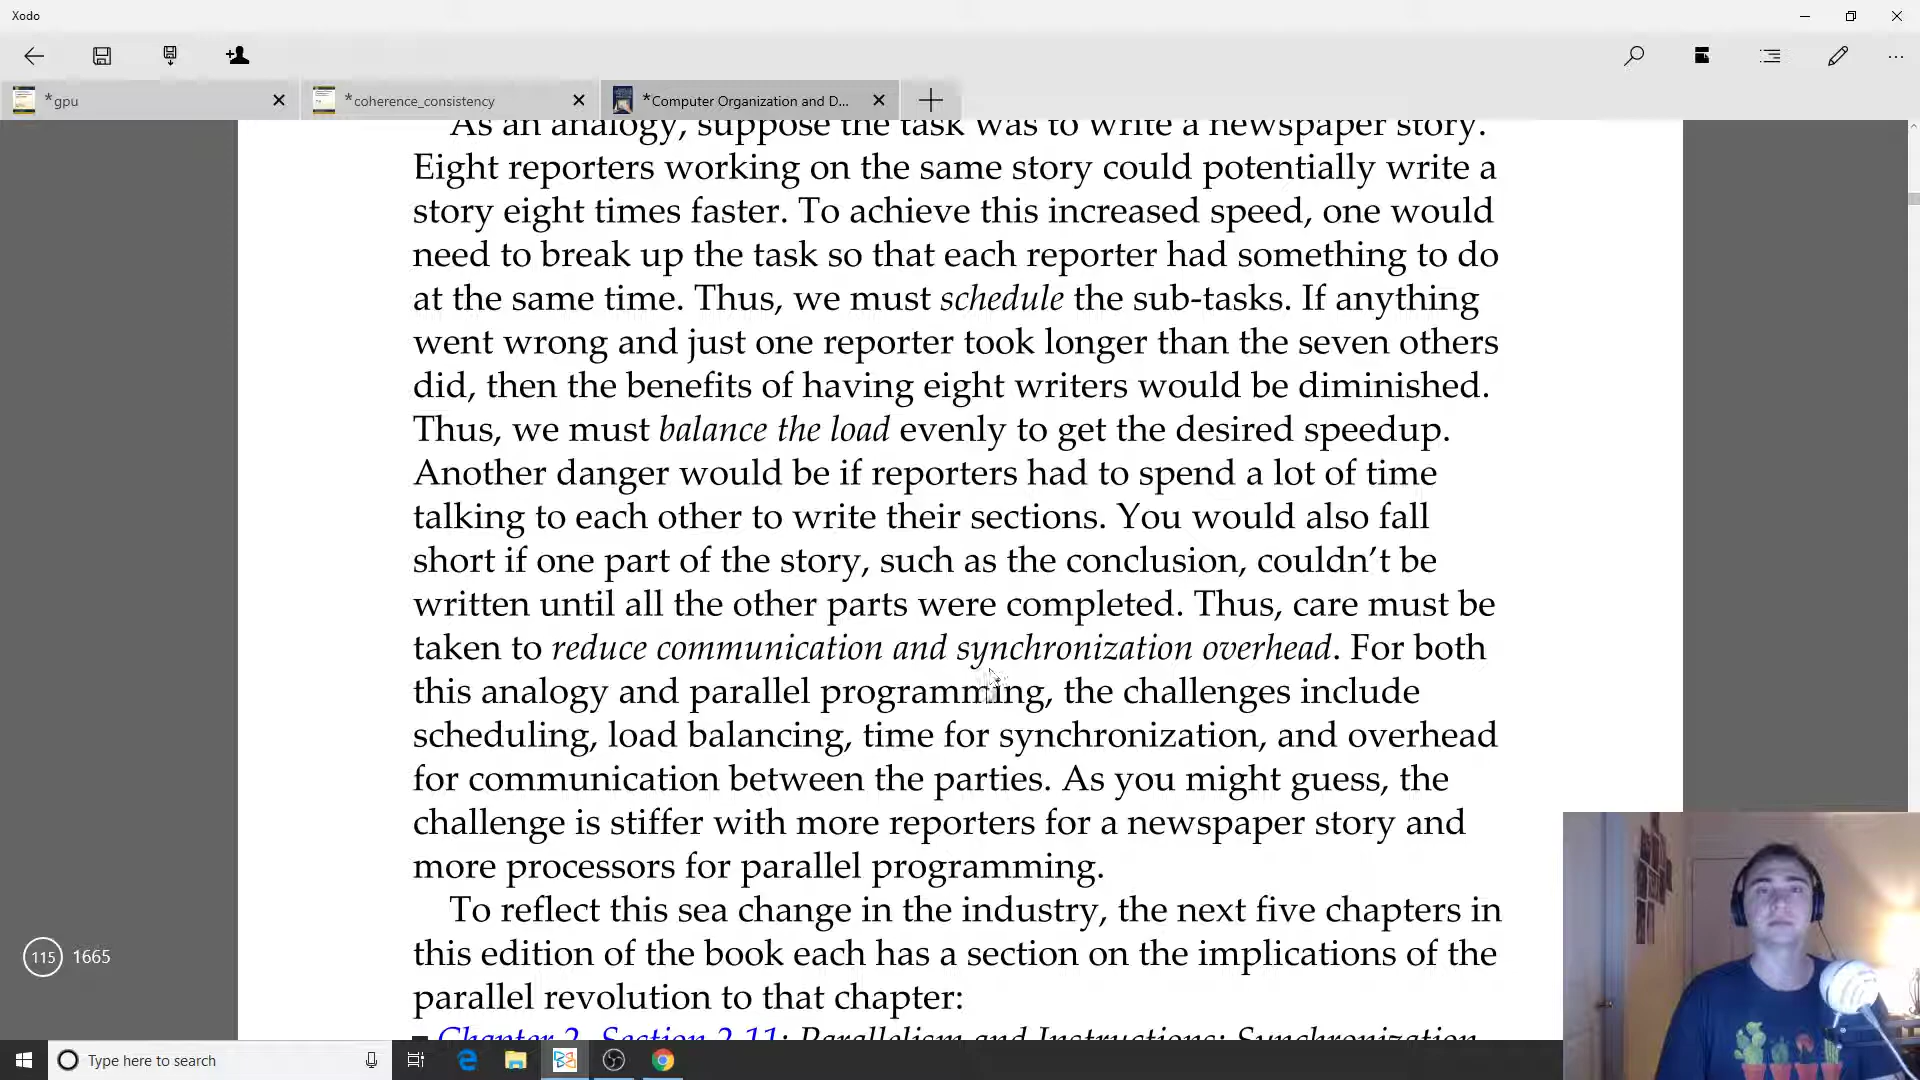 Xodo
*gpu
*coherence_consistency
*Computer Organization and D...
As an analogy, suppose the task was to write a newspaper story.
Eight reporters working on the same story could potentially write a
story eight times faster. To achieve this increased speed, one would
need to break up the task so that each reporter had something to do
at the same time. Thus, we must schedule the sub-tasks. If anything
went wrong and just one reporter took longer than the seven others
did, then the benefits of having eight writers would be diminished.
Thus, we must balance the load evenly to get the desired speedup.
Another danger would be if reporters had to spend a lot of time
talking to each other to write their sections. You would also fall
short if one part of the story, such as the conclusion, couldn’t be
written until all the other parts were completed. Thus, care must be
taken to reduce communication and synchronization overhead. For both
this analogy and parallel programming, the challenges include
scheduling, load balancing, time for synchronization, and overhead
for communication between the parties. As you might guess, the
challenge is stiffer with more reporters for a newspaper story and
more processors for parallel programming.
To reflect this sea change in the industry, the next five chapters in
this edition of the book each has a section on the implications of the
parallel revolution to that chapter:
Chapter 2, Section 2.11: Parallelism and Instructions: Synchronization.
115 1665
Type here to search